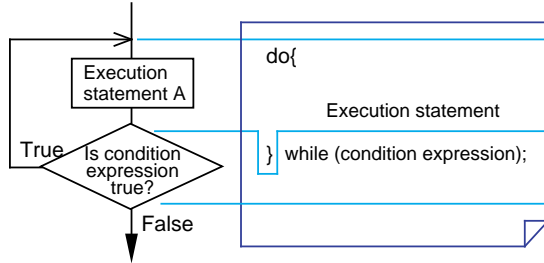 Execution
statement A
True
Is condition
expression
true?
False
do{
Execution statement
} while (condition expression);